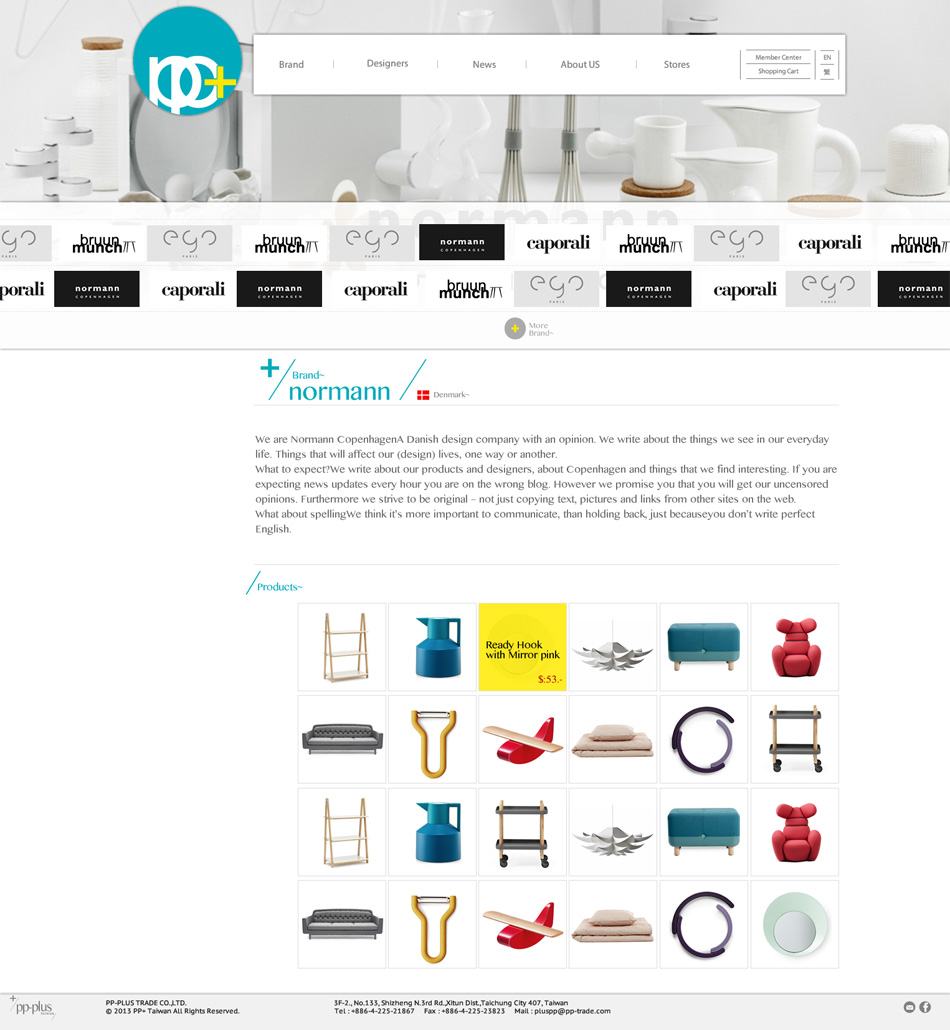 pc+
Brand
Designers
News
About US
Stores
Member Center
Shopping Cart
EN
繁
normann
ego
PARIS
bruun
munch
ego
PARIS
bruun
munch
ego
PARIS
normann
COPENHAGEN
caporali
bruun
munch
ego
PARIS
caporali
bruun
munch
porali
normann
COPENHAGEN
caporali
normann
COPENHAGEN
caporali
bruun
munch
ego
PARIS
normann
COPENHAGEN
caporali
ego
PARIS
normann
COPENHAGEN
More
Brand~
Brand~
normann
Denmark~
We are Normann CopenhagenA Danish design company with an opinion. We write about the things we see in our everyday
life. Things that will affect our (design) lives, one way or another.
What to expect?We write about our products and designers, about Copenhagen and things that we find interesting. If you are
expecting news updates every hour you are on the wrong blog. However we promise you that you will get our uncensored
opinions. Furthermore we strive to be original – not just copying text, pictures and links from other sites on the web.
What about spellingWe think it's more important to communicate, than holding back, just becauseyou don't write perfect
English.
Products~
Ready Hook
with Mirror pink
$:53.-
pp-plus
PP-PLUS TRADE CO.,LTD.
© 2013 PP+ Taiwan All Rights Reserved.
3F-2., No.133, Shizheng N.3rd Rd.,Xitun Dist.,Taichung City 407, Taiwan
Tel : +886-4-225-21867 Fax : +886-4-225-23823 Mail : pluspp@pp-trade.com